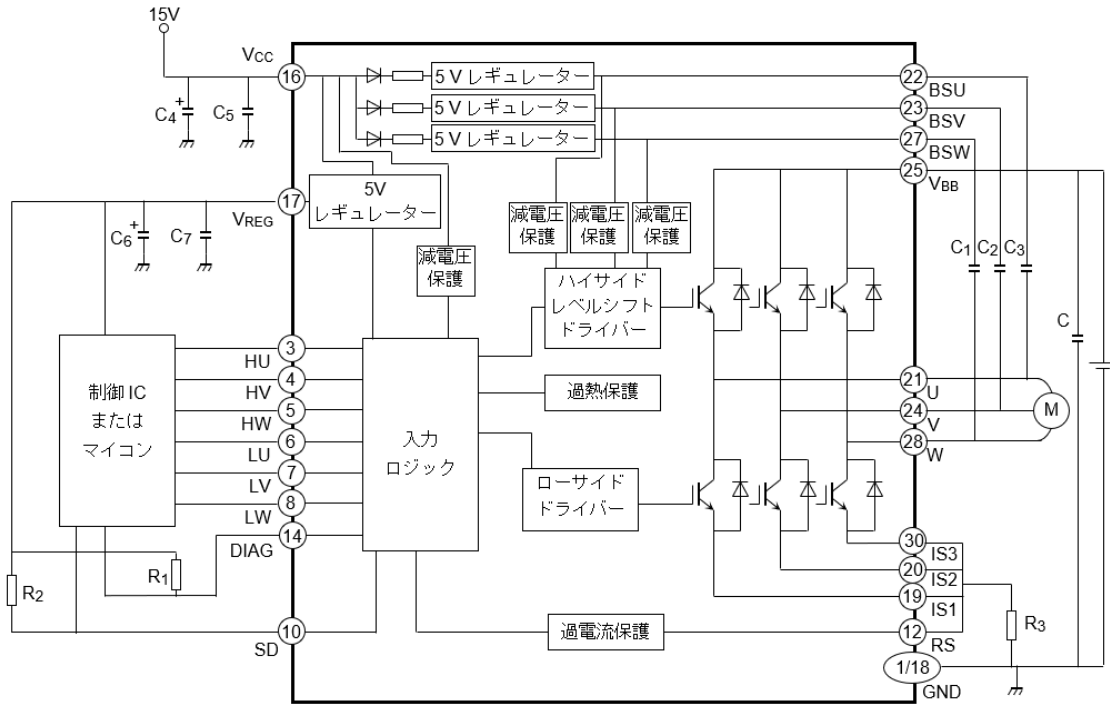 15V
VCC
16
5Vレギュレーター
22
BSU
C4
+
C5
5Vレギュレーター
23
BSV
5Vレギュレーター
27
BSW
25
VBB
17
VREG
5V
レギュレーター
C6
+
C7
減電圧
保護
減電圧
保護
減電圧
保護
減電圧
保護
C1
C2
C3
ハイサイド
レベルシフト
ドライバー
C
制御IC
または
マイコン
3
HU
4
HV
5
HW
6
LU
7
LV
8
LW
14
DIAG
入力
ロジック
過熱保護
21
U
24
V
28
W
M
ローサイド
ドライバー
30
IS3
20
IS2
19
IS1
R1
R2
R3
10
SD
過電流保護
12
RS
1/18
GND